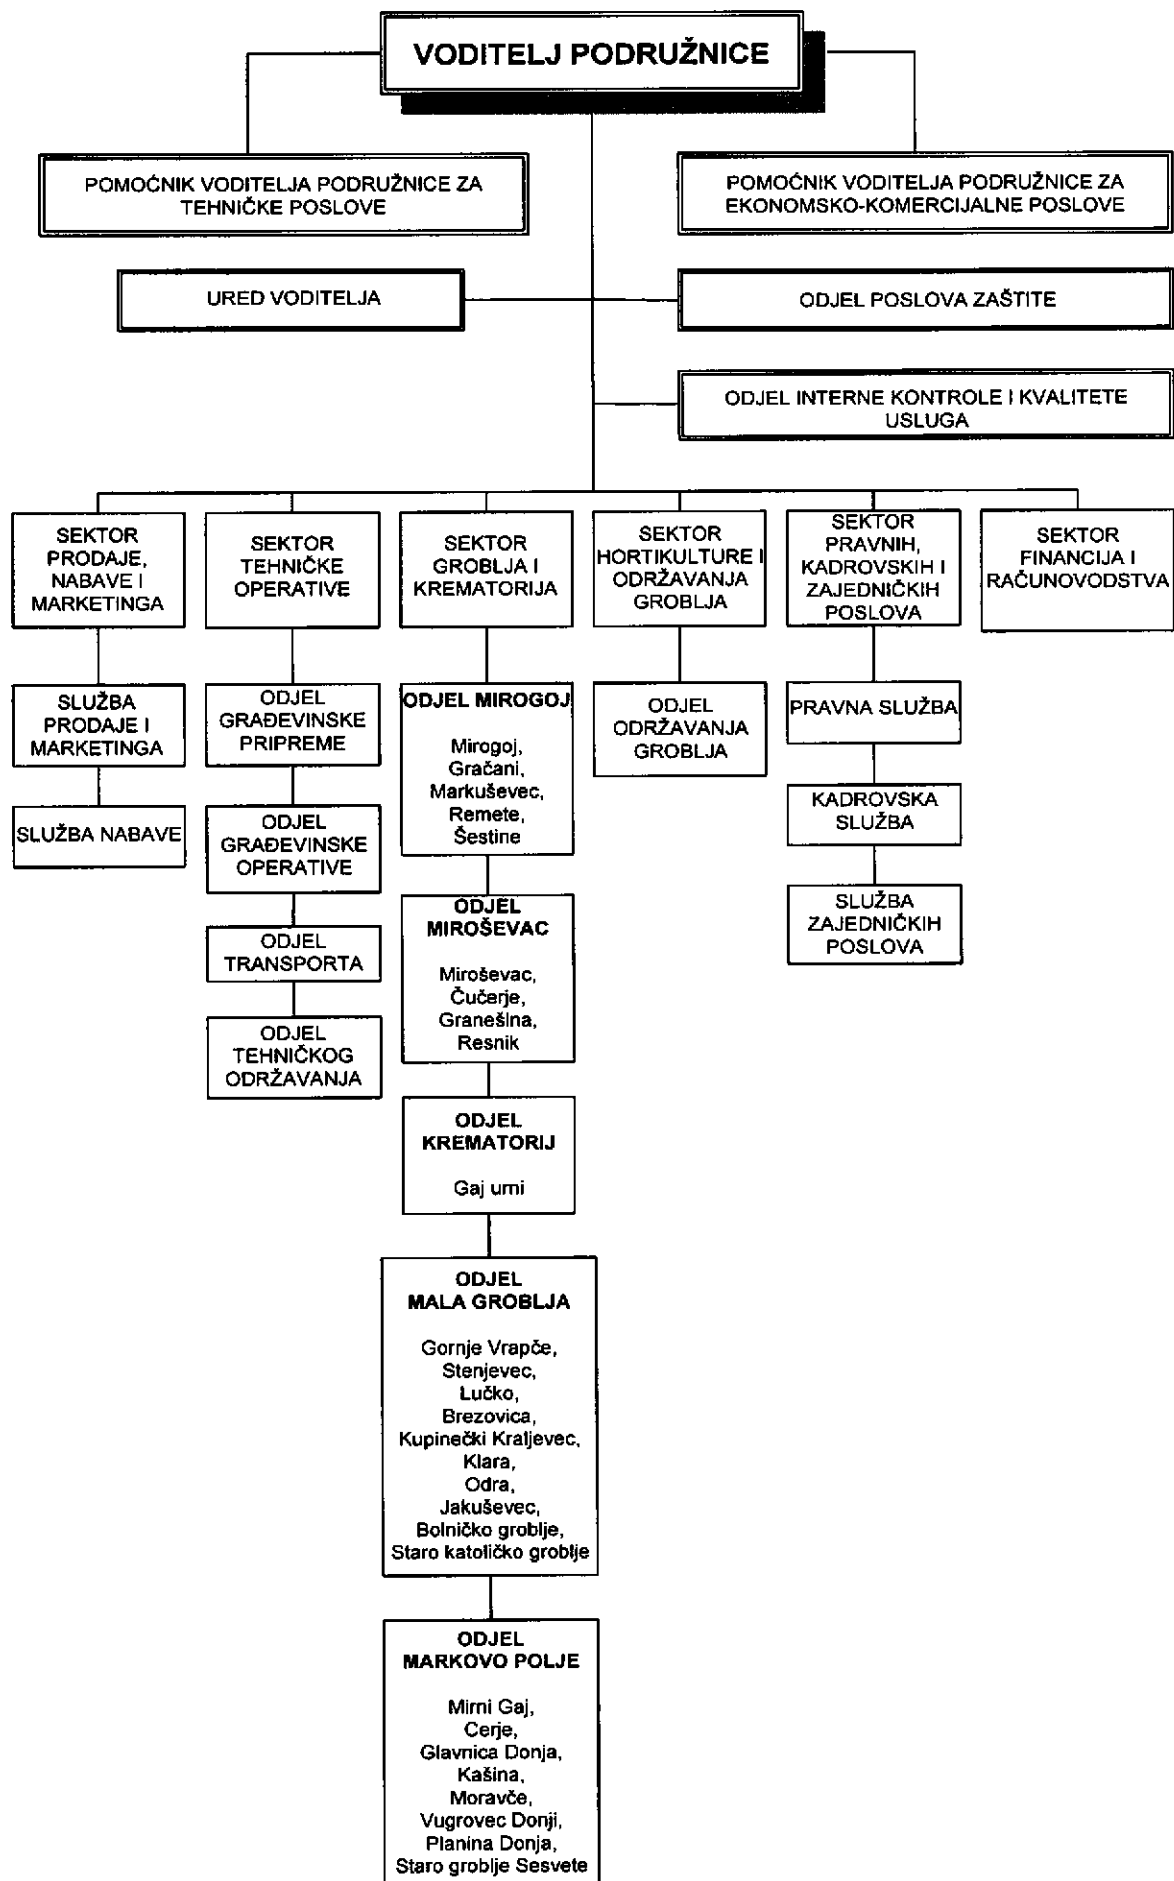 VODITELJ PODRUŽNICE
POMOĆNIK VODITELJA PODRUŽNICE ZA
TEHNIČKE POSLOVE
POMOĆNIK VODITELJA PODRUŽNICE ZA
EKONOMSKO-KOMERCIJALNE POSLOVE
URED VODITELJA
ODJEL POSLOVA ZAŠTITE
ODJEL INTERNE KONTROLE I KVALITETE
USLUGA
SEKTOR
PRODAJE,
NABAVE I
MARKETINGA
SEKTOR
TEHNIČKE
OPERATIVE
SEKTOR
GROBLJA I
KREMATORIJA
SEKTOR
HORTIKULTURE I
ODRŽAVANJA
GROBLJA
SEKTOR
PRAVNIH,
KADROVSKIH I
ZAJEDNIČKIH
POSLOVA
SEKTOR
FINANCIJA I
RAČUNOVODSTVA
SLUŽBA
PRODAJE I
MARKETINGA
SLUŽBA NABAVE
ODJEL
GRAĐEVINSKE
PRIPREME
ODJEL
GRAĐEVINSKE
OPERATIVE
ODJEL
TRANSPORTA
ODJEL
TEHNIČKOG
ODRŽAVANJA
ODJEL MIROGOJ
Mirogoj,
Gračani,
Markuševec,
Remete,
Šestine
ODJEL
MIROŠEVAC
Miroševac,
Čučerje,
Granešina,
Resnik
ODJEL
KREMATORIJ
Gaj urni
ODJEL
MALA GROBLJA
Gornje Vrapče,
Stenjevec,
Lučko,
Brezovica,
Kupinečki Kraljevec,
Klara,
Odra,
Jakuševec,
Bolničko groblje,
Staro katoličko groblje
ODJEL
MARKOVO POLJE
Mirni Gaj,
Cerje,
Glavnica Donja,
Kašina,
Moravče,
Vugrovec Donji,
Planina Donja,
Staro groblje Sesvete
ODJEL
ODRŽAVANJA
GROBLJA
PRAVNA SLUŽBA
KADROVSKA
SLUŽBA
SLUŽBA
ZAJEDNIČKIH
POSLOVA